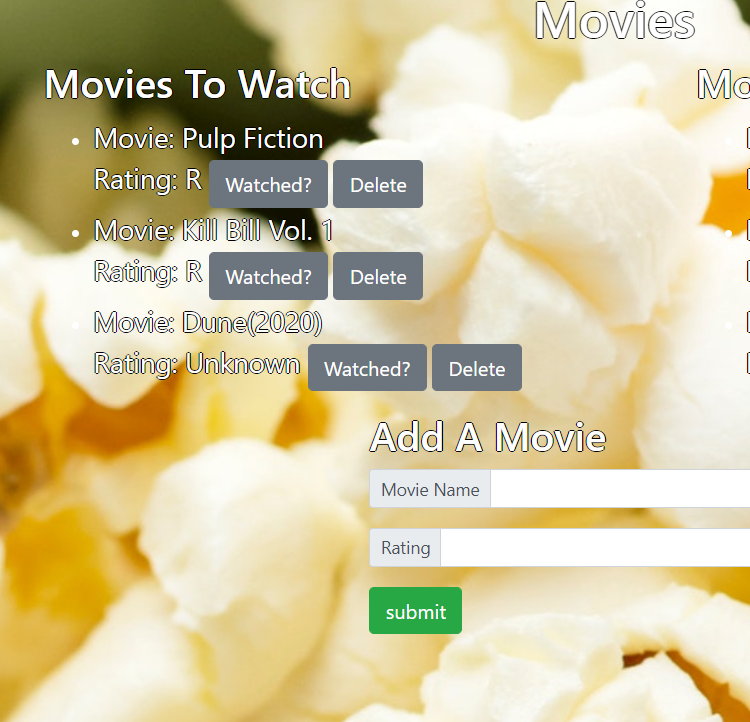 Movies
Movies To Watch
Mo
Movie: Pulp Fiction
Rating: R Watched? Delete
Movie: Kill Bill Vol. 1
Rating: R Watched? Delete
Movie: Dune(2020)
Rating: Unknown Watched? Delete
Add A Movie
Movie Name
Rating
submit